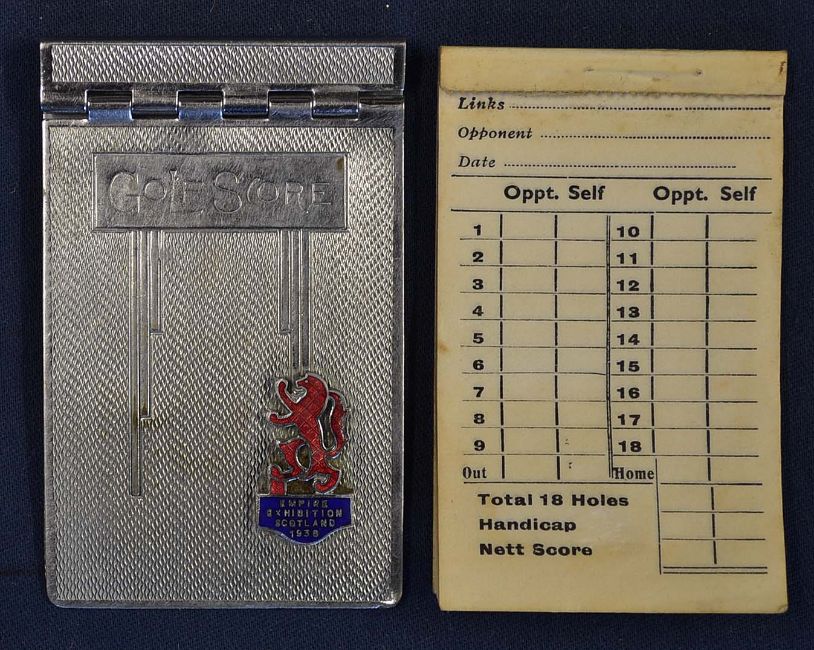 GOLF SCORE
EMPIRE
EXHIBITION
SCOTLAND
1938
Links
Opponent
Date
Oppt. Self Oppt. Self
1 10
2 11
3 12
4 13
5 14
6 15
7 16
8 17
9 18
Out Home
Total 18 Holes
Handicap
Nett Score